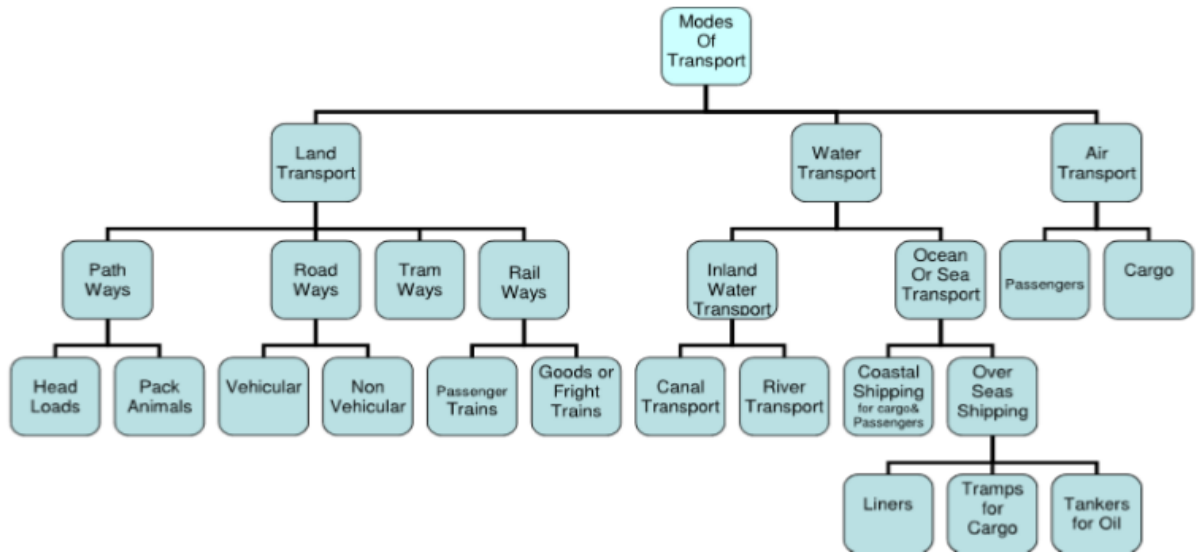 Modes
Of
Transport
Land
Transport
Water
Transport
Air
Transport
Path
Ways
Road
Ways
Tram
Ways
Rail
Ways
Inland
Water
Transport
Ocean
Or Sea
Transport
Passengers
Cargo
Head
Loads
Pack
Animals
Vehicular
Non
Vehicular
Passenger
Trains
Goods or
Fright
Trains
Canal
Transport
River
Transport
Coastal
Shipping
for cargo&
Passengers
Over
Seas
Shipping
Liners
Tramps
for
Cargo
Tankers
for Oil